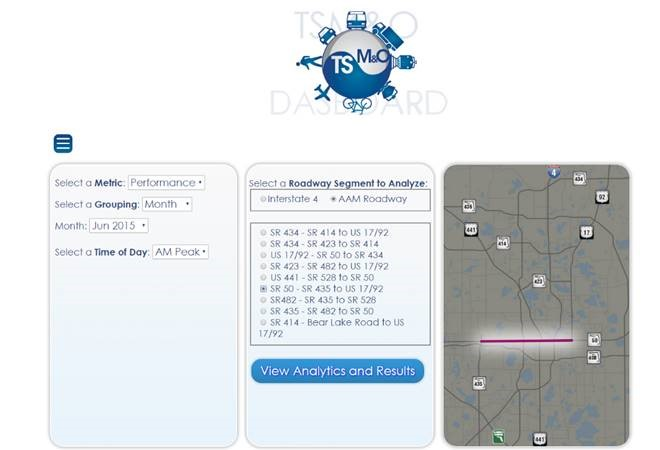 TSM&O
TS M&O
DASBOARD
Select a Metric: Performance
Select a Grouping: Month
Month: Jun 2015
Select a Time of Day: AM Peak
Select a Roadway Segment to Analyze:
Interstate 4 AAM Roadway
SR 434 - SR 414 to US 17/92
SR 434 - SR 423 to SR 414
US 17/92 - SR 50 to SR 434
SR 423 - SR 482 to US 17/92
US 441 - SR 528 to SR 50
SR 50 - SR 435 to US 17/92
SR482 - SR 435 to SR 528
SR 435 - SR 482 to SR 50
SR 414 - Bear Lake Road to US
17/92
View Analytics and Results
4
434
92
436
441
17
414
423
50
408
435
441